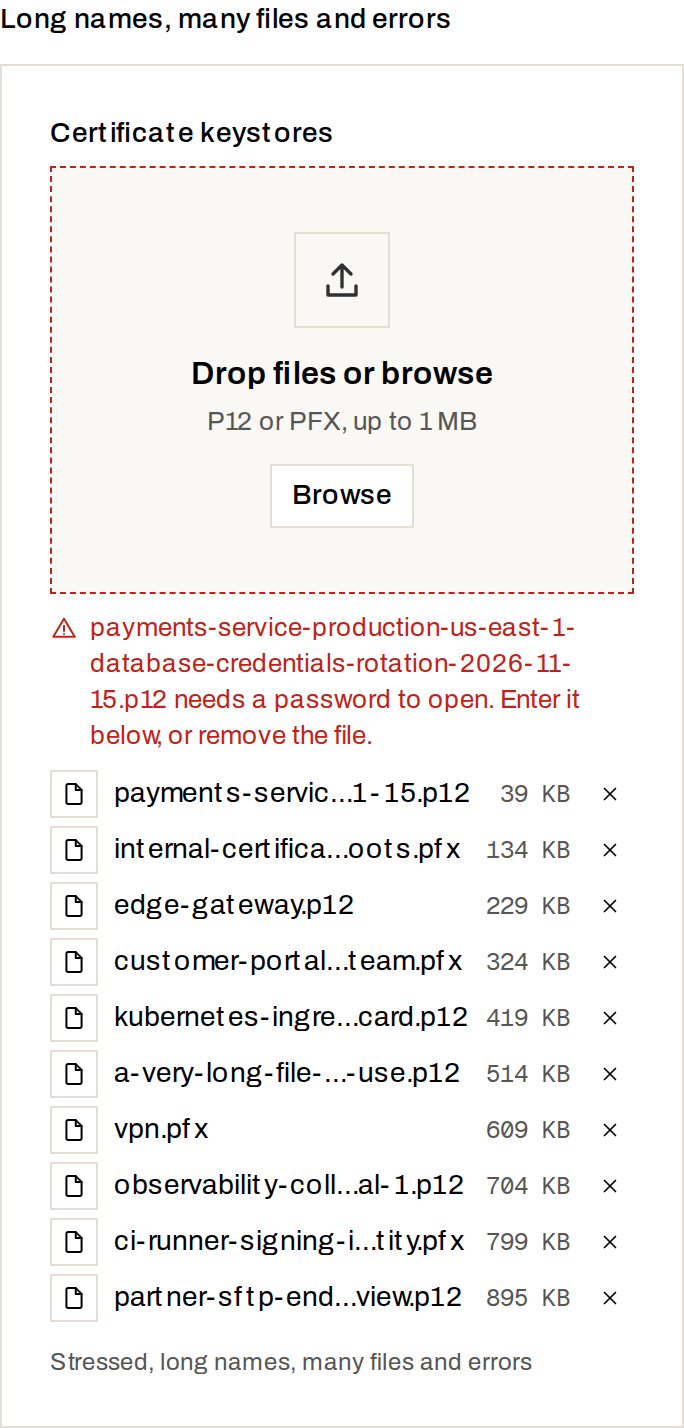 Long names, many files and errors
Certificate keystores
Drop files or browse
P12 or PFX, up to 1 MB
Browse
payments-service-production-us-east-1-
database-credentials-rotation-2026-11-
15.p12 needs a password to open. Enter it
below, or remove the file.
payments-servic...1-15.p12 39 KB
internal-certifica...oots.pfx 134 KB
edge-gateway.p12 229 KB
customer-portal...team.pfx 324 KB
kubernetes-ingre...card.p12 419 KB
a-very-long-file-...-use.p12 514 KB
vpn.pfx 609 KB
observability-coll...al-1.p12 704 KB
ci-runner-signing-i...tity.pfx 799 KB
partner-sftp-end...view.p12 895 KB
Stressed, long names, many files and errors